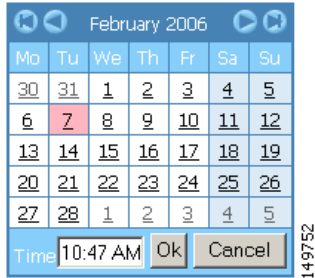 February 2006
Mo Tu We Th Fr Sa Su
30 31 1 2 3 4 5
6 7 8 9 10 11 12
13 14 15 16 17 18 19
20 21 22 23 24 25 26
27 28 1 2 3 4 5
Time 10:47 AM Ok Cancel
149752